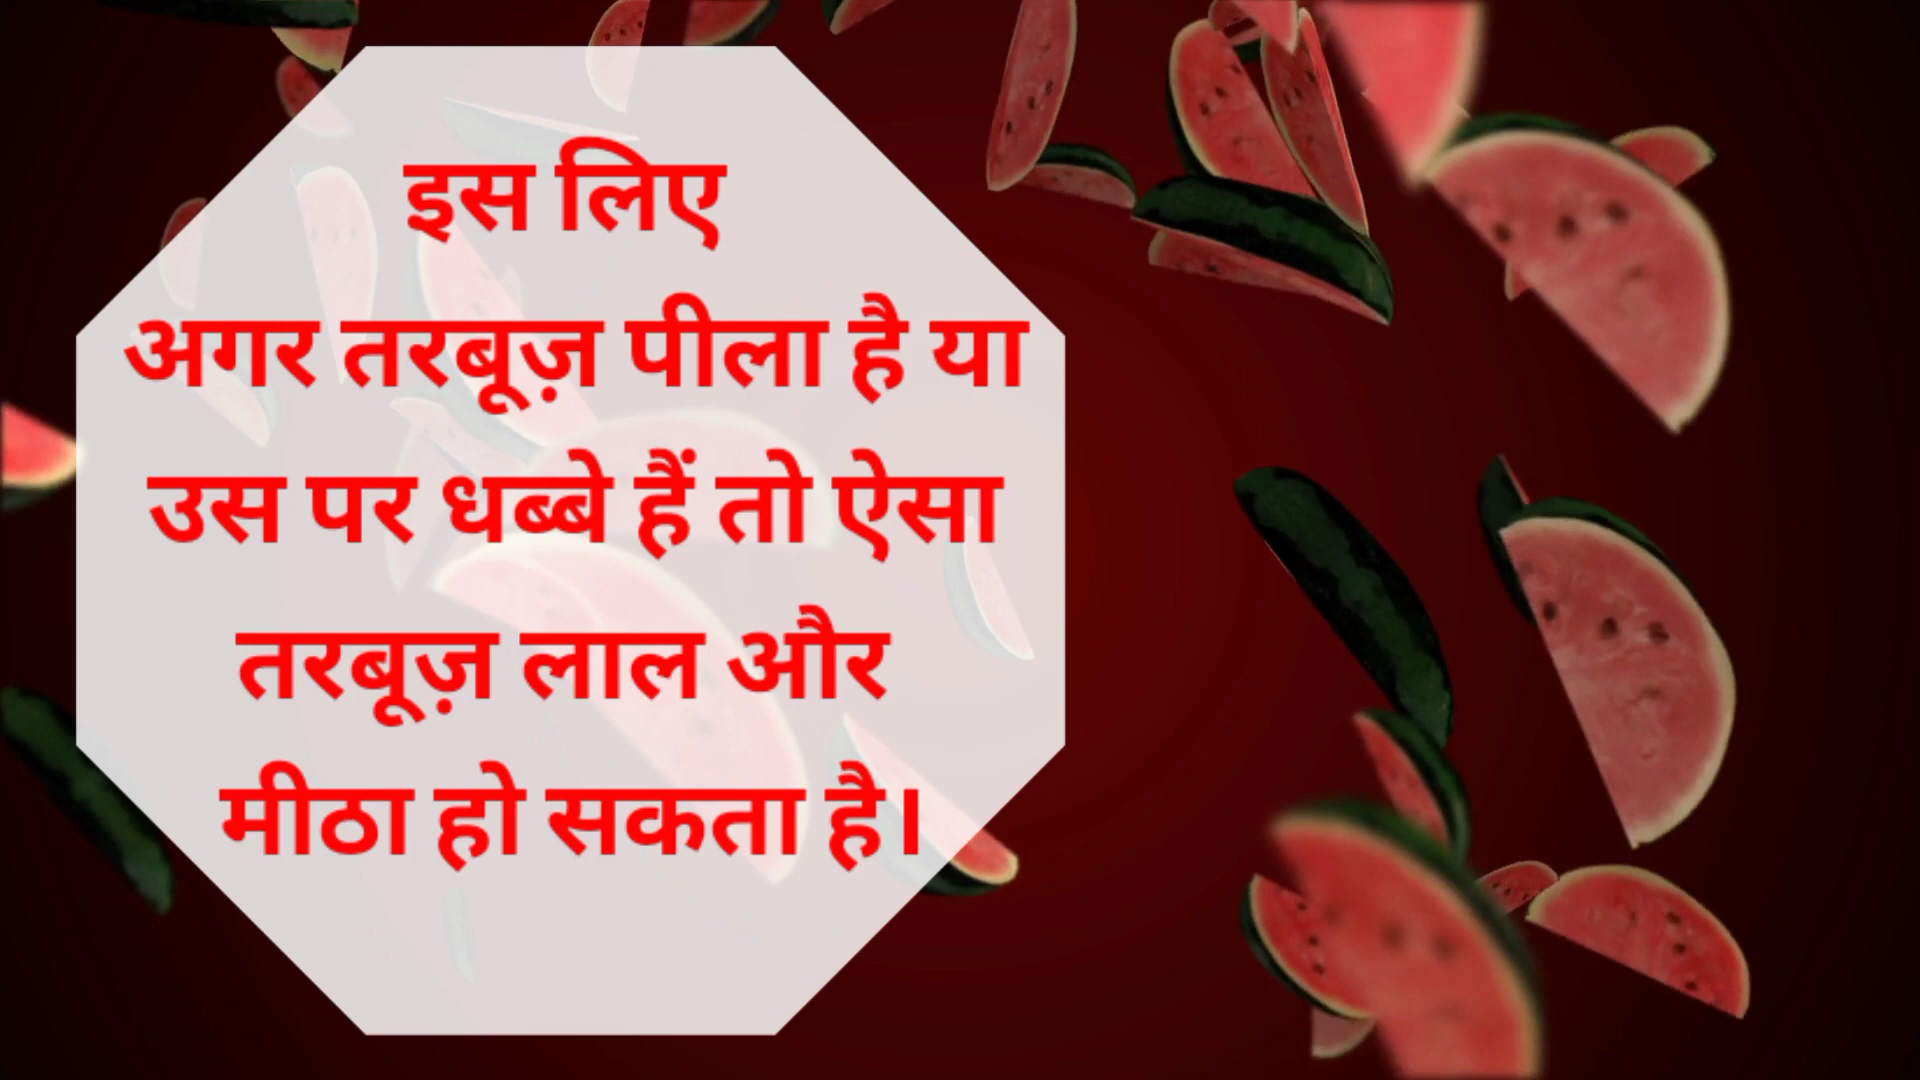 इस लिए
अगर तरबूज़ पीला है या
उस पर धब्बे हैं तो ऐसा
तरबूज़ लाल और
मीठा हो सकता है।